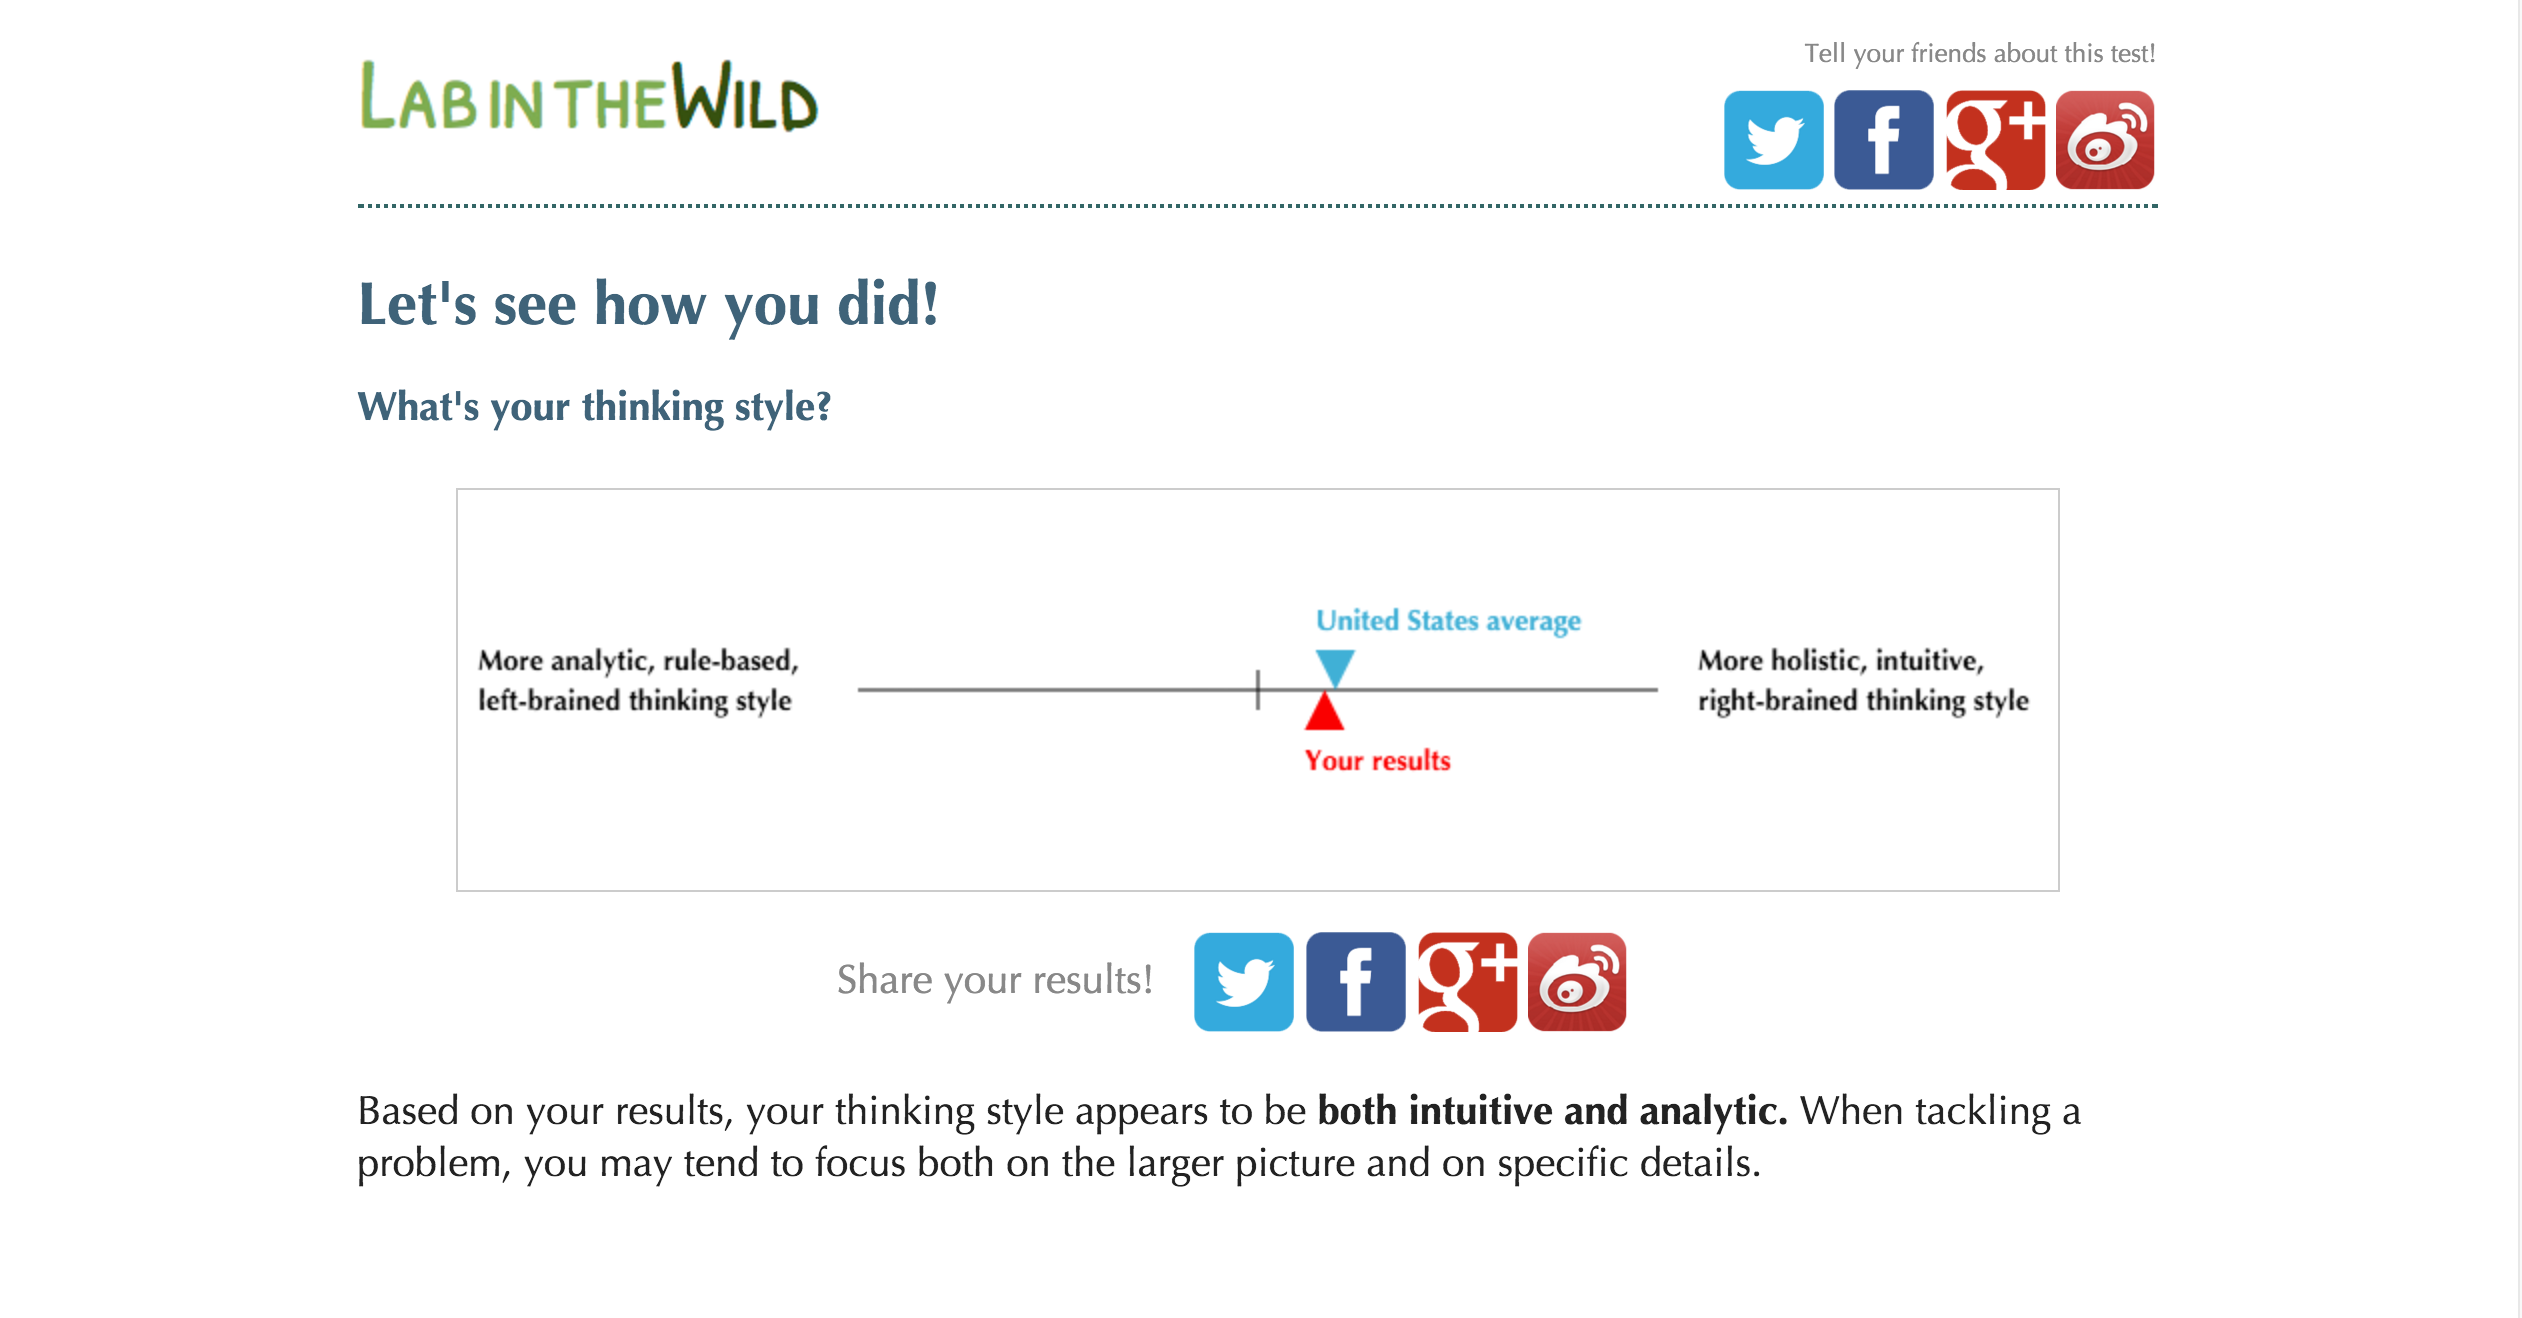 LAB IN THE WILD
Tell your friends about this test!
g+
Let's see how you did!
What's your thinking style?
United States average
More analytic, rule-based,
left-brained thinking style
More holistic, intuitive,
right-brained thinking style
Your results
Share your results!
g+
Based on your results, your thinking style appears to be both intuitive and analytic. When tackling a
problem, you may tend to focus both on the larger picture and on specific details.